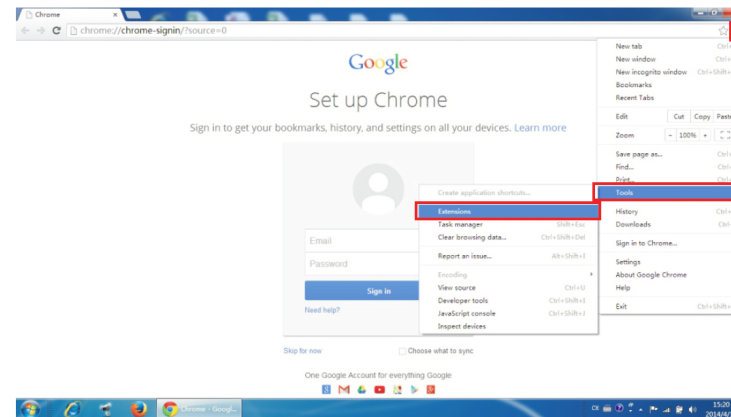 Chrome
chrome://chrome-signin/?source=0
Google
Set up Chrome
Sign in to get your bookmarks, history, and settings on all your devices. Learn more
Email
Password
Sign in
Need help?
Skip for now
Choose what to sync
One Google Account for everything Google
New tab
New window
New incognito window
Bookmarks
Recent Tabs
Edit Cut Copy Paste
Zoom - 100% +
Save page as...
Find...
Print...
Tools
History
Downloads
Sign in to Chrome...
Settings
About Google Chrome
Help
Exit
Create application shortcuts...
Extensions
Task manager Shift+Esc
Clear browsing data... Ctrl+Shift+Del
Report an issue... Alt+Shift+I
Encoding
View source Ctrl+U
Developer tools Ctrl+Shift+I
JavaScript console Ctrl+Shift+J
Inspect devices
Chrome - Googl...
15:20